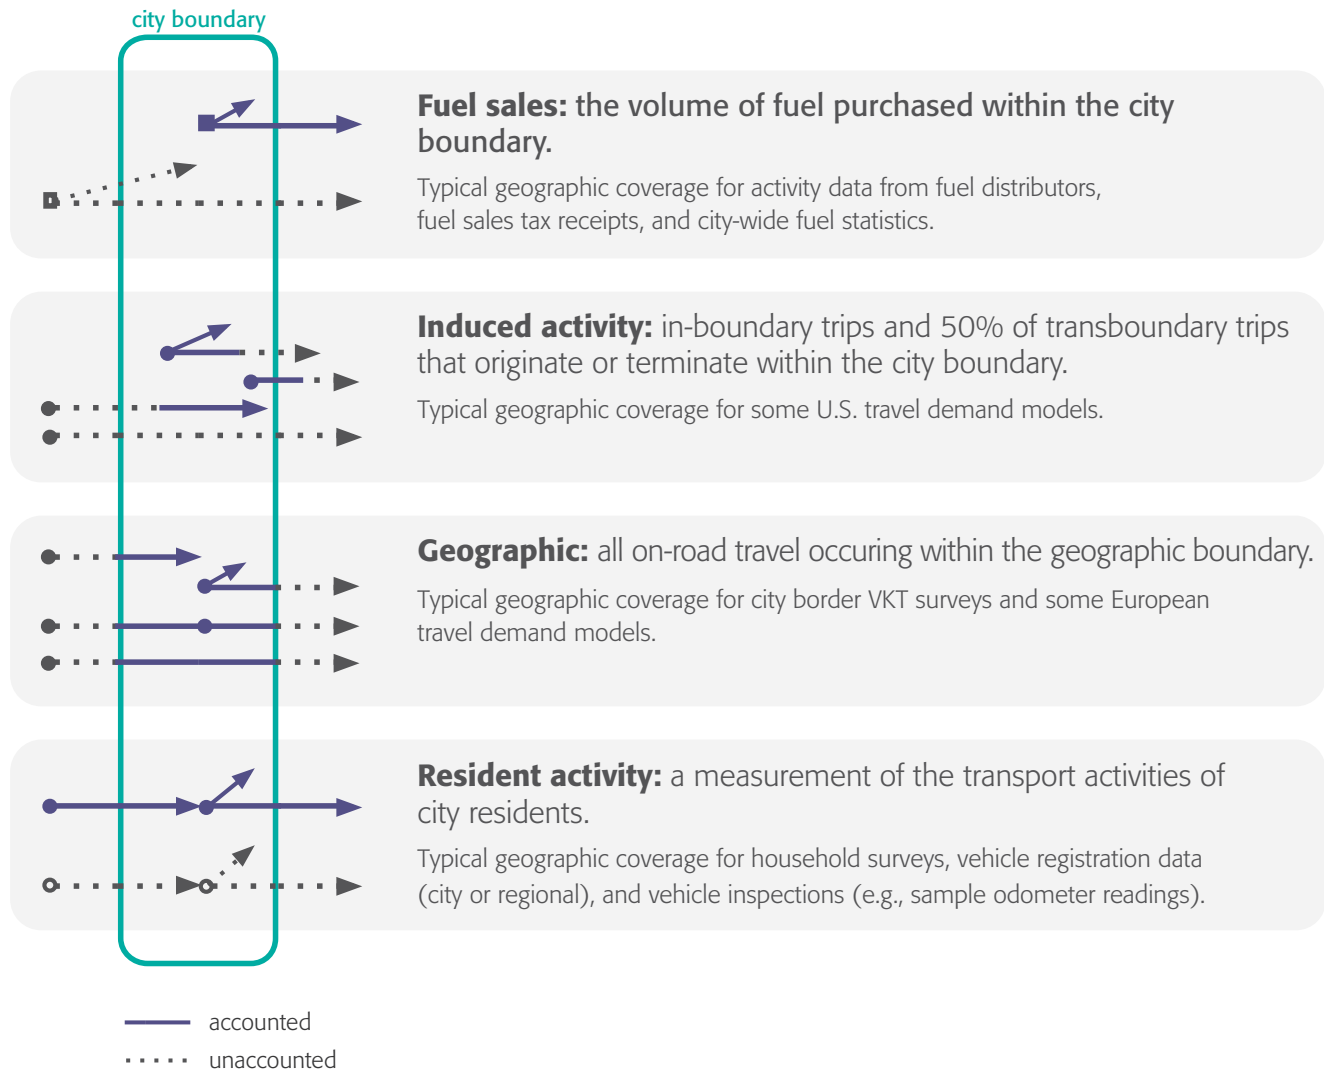 city boundary
Fuel sales: the volume of fuel purchased within the city
boundary.
Typical geographic coverage for activity data from fuel distributors,
fuel sales tax receipts, and city-wide fuel statistics.
Induced activity: in-boundary trips and 50% of transboundary trips
that originate or terminate within the city boundary.
Typical geographic coverage for some U.S. travel demand models.
Geographic: all on-road travel occuring within the geographic boundary.
Typical geographic coverage for city border VKT surveys and some European
travel demand models.
Resident activity: a measurement of the transport activities of
city residents.
Typical geographic coverage for household surveys, vehicle registration data
(city or regional), and vehicle inspections (e.g., sample odometer readings).
accounted
unaccounted